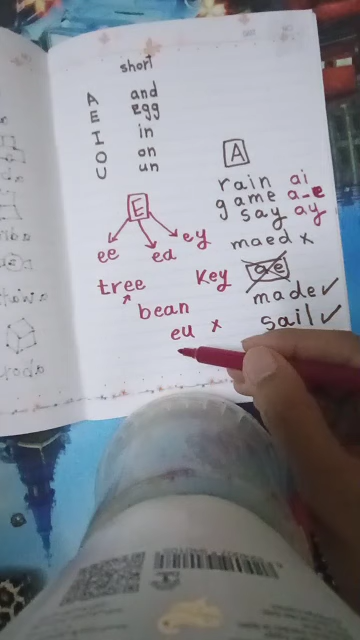 short
A and
E egg
I in
O on
U un
A
rain ai
game a_e
say ay
maed x
ae
made ✓
sail ✓
E
ee ea ey
tree
key
bean
eu x